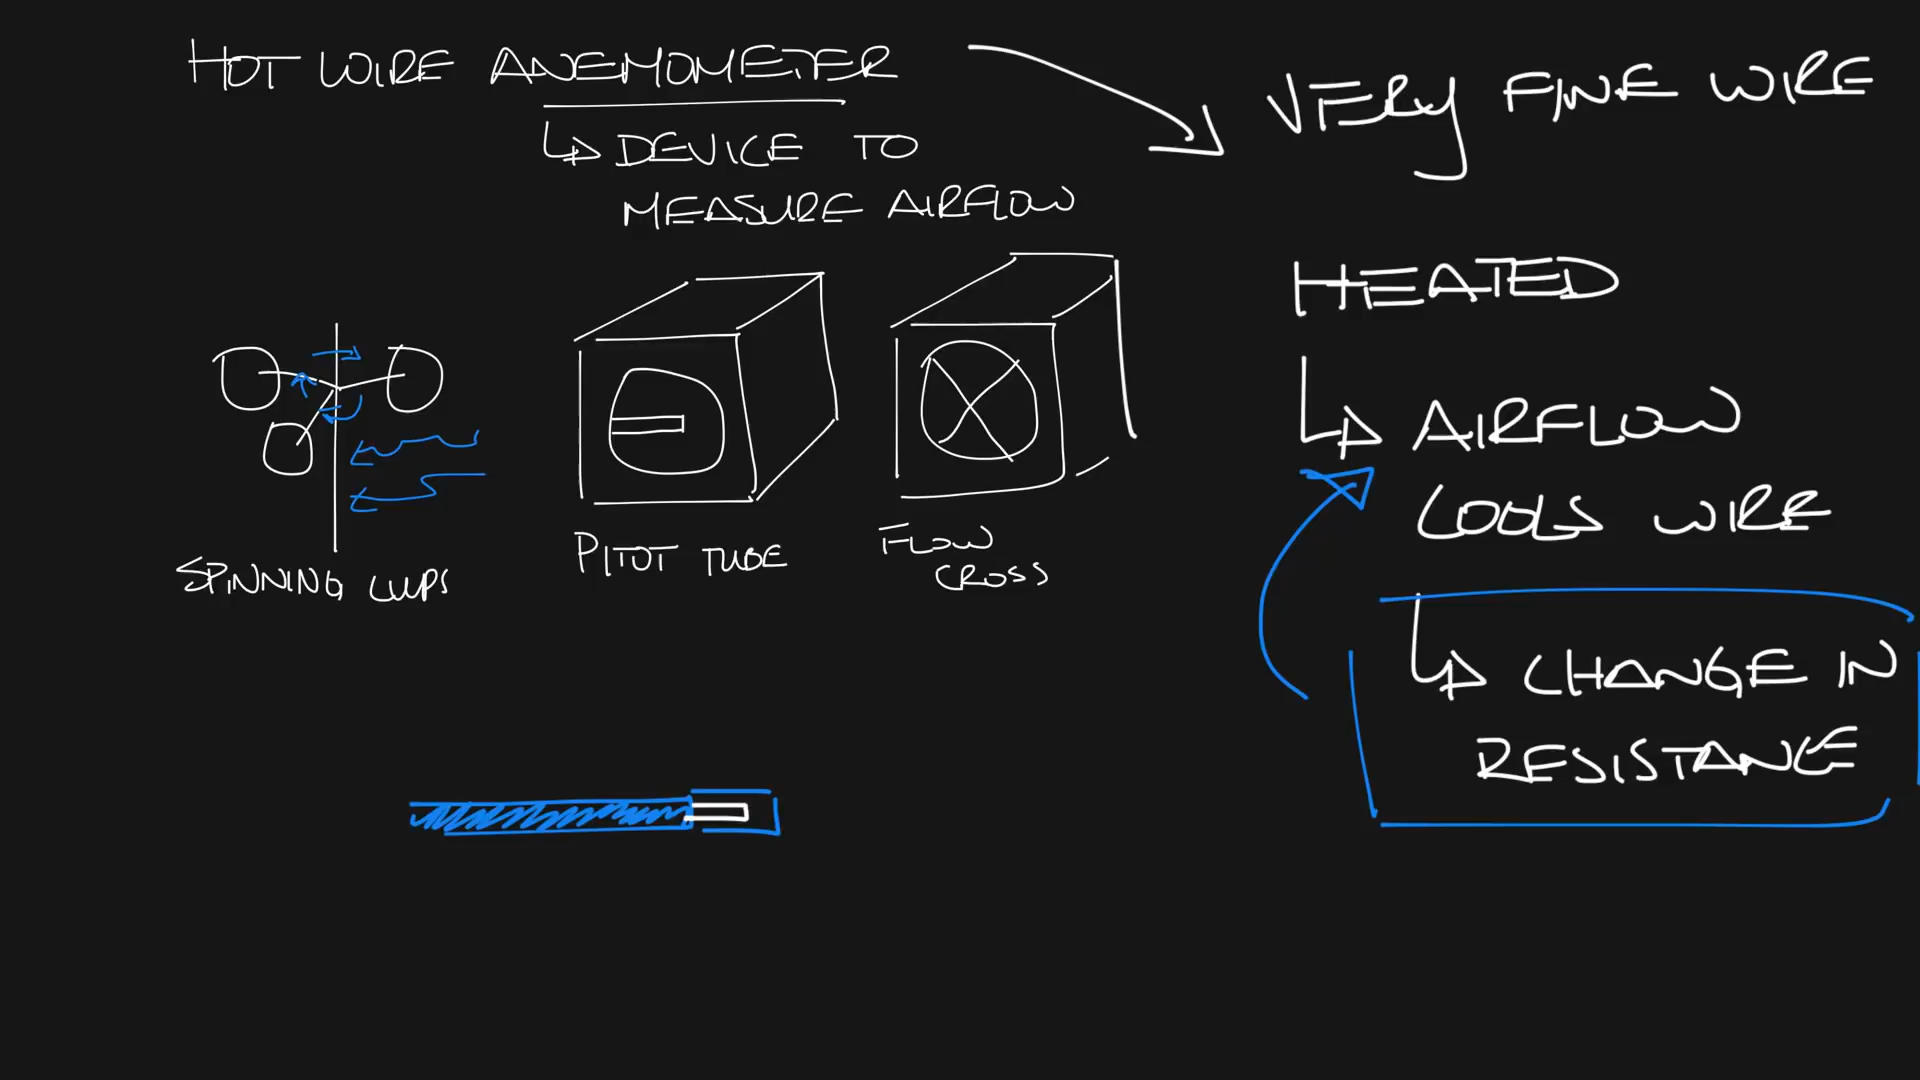 HOT WIRE ANEMOMETER
↳ DEVICE TO
MEASURE AIRFLOW
SPINNING CUPS
PITOT TUBE
FLOW
CROSS
VERY FINE WIRE
HEATED
↳ AIRFLOW
COOLS WIRE
↳ CHANGE IN
RESISTANCE